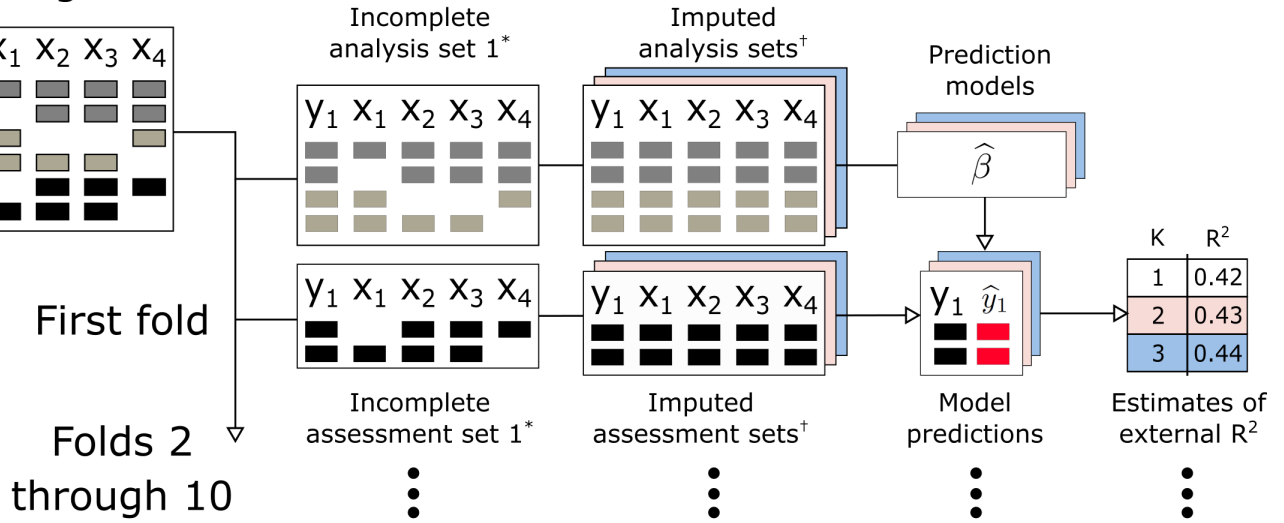 x₁ x₂ x₃ x₄
Incomplete
analysis set 1*
y₁ x₁ x₂ x₃ x₄
Imputed
analysis sets†
y₁ x₁ x₂ x₃ x₄
Prediction
models
β̂
First fold
y₁ x₁ x₂ x₃ x₄
Incomplete
assessment set 1*
y₁ x₁ x₂ x₃ x₄
Imputed
assessment sets†
y₁ ŷ₁
Model
predictions
K R²
1 0.42
2 0.43
3 0.44
Estimates of
external R²
Folds 2
through 10